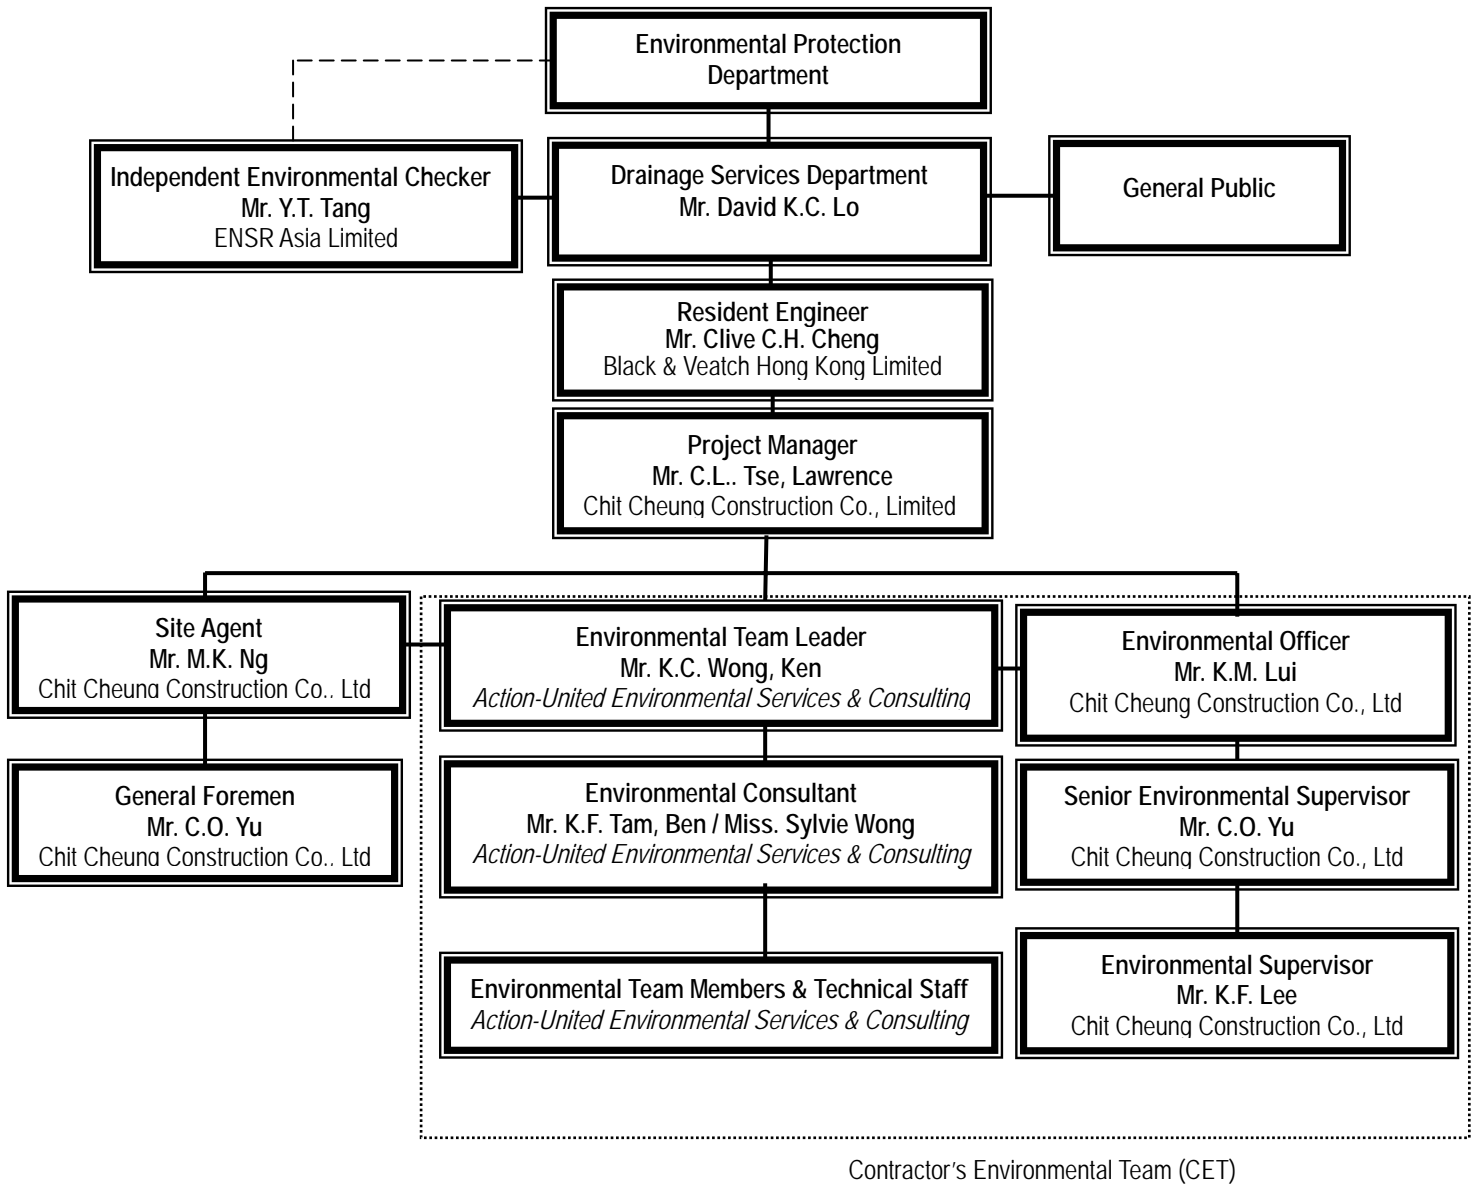 Environmental Protection
Department
Independent Environmental Checker
Mr. Y.T. Tang
ENSR Asia Limited
Drainage Services Department
Mr. David K.C. Lo
General Public
Resident Engineer
Mr. Clive C.H. Cheng
Black & Veatch Hong Kong Limited
Project Manager
Mr. C.L.. Tse, Lawrence
Chit Cheung Construction Co., Limited
Site Agent
Mr. M.K. Ng
Chit Cheung Construction Co., Ltd
Environmental Team Leader
Mr. K.C. Wong, Ken
Action-United Environmental Services & Consulting
Environmental Officer
Mr. K.M. Lui
Chit Cheung Construction Co., Ltd
General Foremen
Mr. C.O. Yu
Chit Cheung Construction Co., Ltd
Environmental Consultant
Mr. K.F. Tam, Ben / Miss. Sylvie Wong
Action-United Environmental Services & Consulting
Senior Environmental Supervisor
Mr. C.O. Yu
Chit Cheung Construction Co., Ltd
Environmental Team Members & Technical Staff
Action-United Environmental Services & Consulting
Environmental Supervisor
Mr. K.F. Lee
Chit Cheung Construction Co., Ltd
Contractor's Environmental Team (CET)